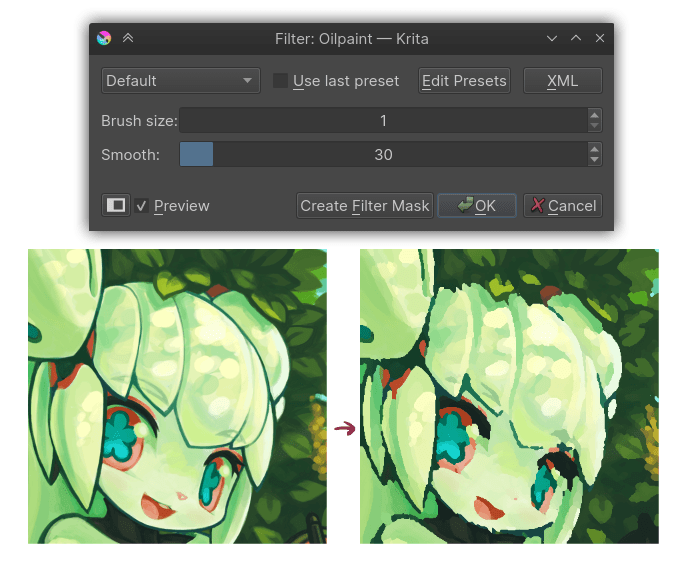 Filter: Oilpaint — Krita
Default Use last preset Edit Presets XML
Brush size: 1
Smooth: 30
Preview Create Filter Mask OK Cancel